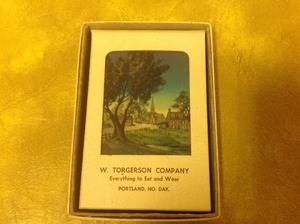 W. TORGERSON COMPANY
Everything to Eat and Wear
PORTLAND, NO. DAK.